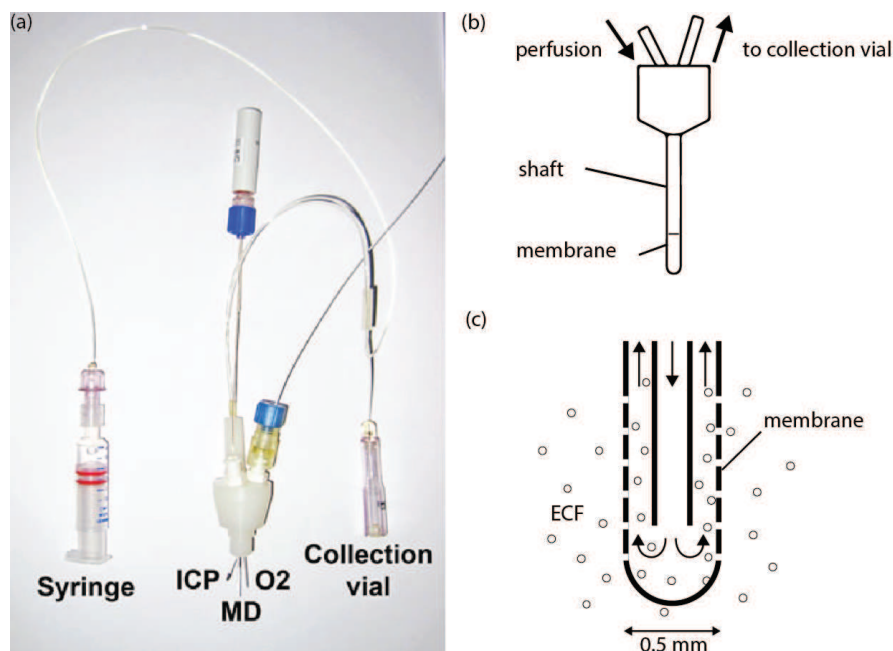 (a)
Syringe
ICP
O2
MD
Collection
vial
(b)
perfusion
to collection vial
shaft
membrane
(c)
membrane
ECF
0.5 mm